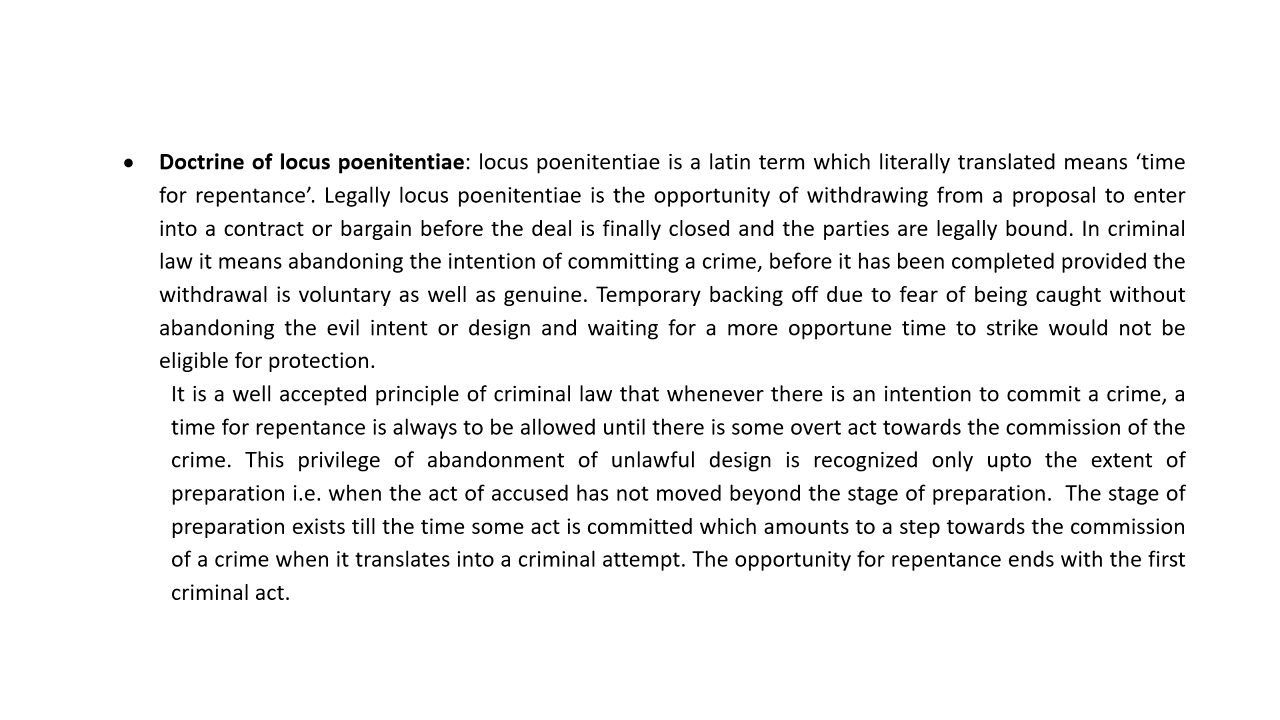 • Doctrine of locus poenitentiae: locus poenitentiae is a latin term which literally translated means ‘time
for repentance’. Legally locus poenitentiae is the opportunity of withdrawing from a proposal to enter
into a contract or bargain before the deal is finally closed and the parties are legally bound. In criminal
law it means abandoning the intention of committing a crime, before it has been completed provided the
withdrawal is voluntary as well as genuine. Temporary backing off due to fear of being caught without
abandoning the evil intent or design and waiting for a more opportune time to strike would not be
eligible for protection.
It is a well accepted principle of criminal law that whenever there is an intention to commit a crime, a
time for repentance is always to be allowed until there is some overt act towards the commission of the
crime. This privilege of abandonment of unlawful design is recognized only upto the extent of
preparation i.e. when the act of accused has not moved beyond the stage of preparation.  The stage of
preparation exists till the time some act is committed which amounts to a step towards the commission
of a crime when it translates into a criminal attempt. The opportunity for repentance ends with the first
criminal act.